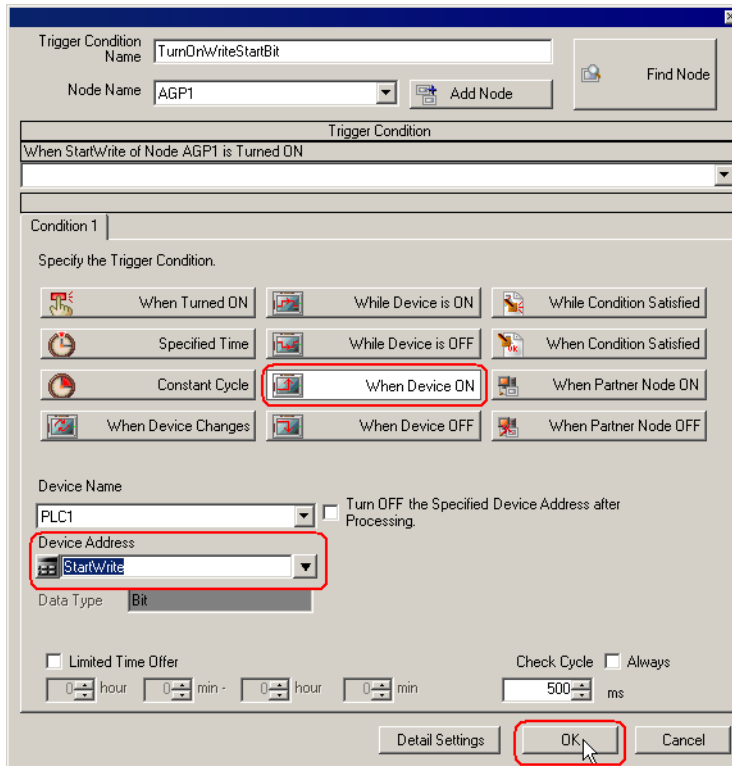 Trigger Condition
Name
TurnOnWriteStartBit
Node Name
AGP1
Add Node
Find Node
Trigger Condition
When StartWrite of Node AGP1 is Turned ON
Condition 1
Specify the Trigger Condition.
When Turned ON
While Device is ON
While Condition Satisfied
Specified Time
While Device is OFF
When Condition Satisfied
Constant Cycle
When Device ON
When Partner Node ON
When Device Changes
When Device OFF
When Partner Node OFF
Device Name
PLC1
Turn OFF the Specified Device Address after
Processing.
Device Address
StartWrite
Data Type
Bit
Limited Time Offer
Check Cycle
Always
0 hour
0 min -
0 hour
0 min
500 ms
Detail Settings
OK
Cancel